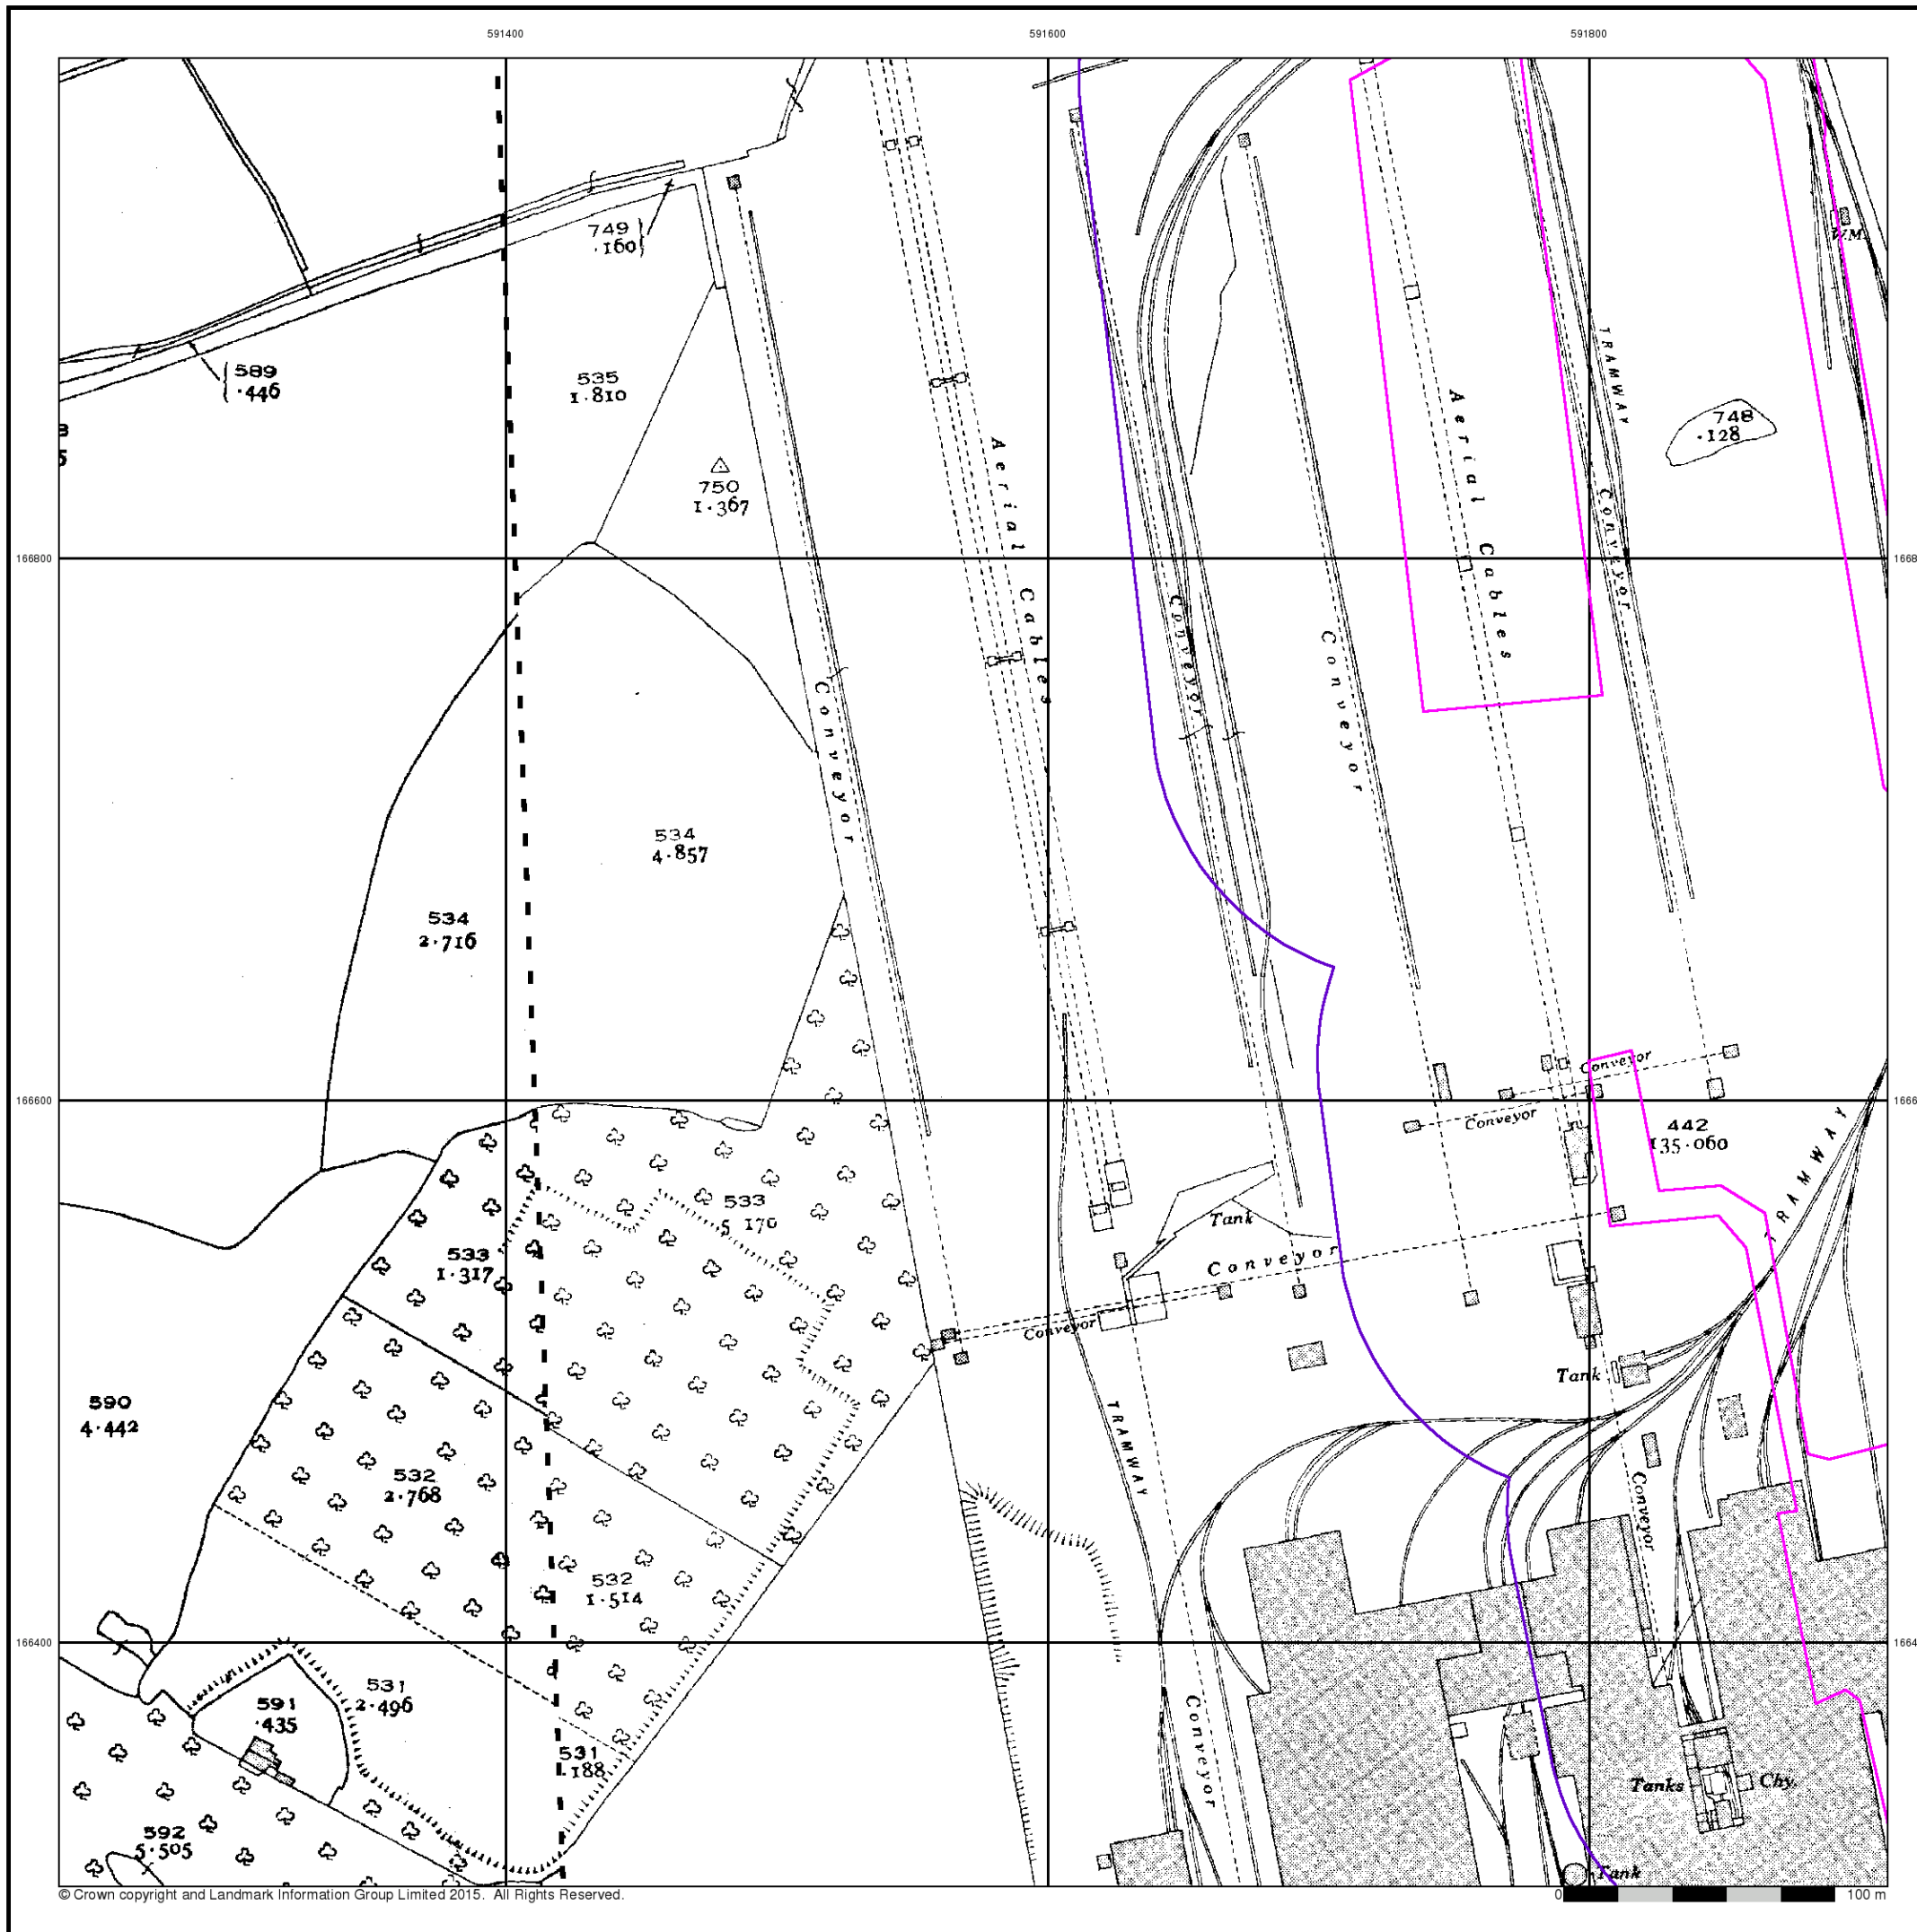 591400
591600
591800
749
.160
W.M.
TRAMWAY
589
.446
535
1.810
Aerial Cables
Aerial Cables
748
.128
750
1.367
Conveyor
166800
1668
Conveyor
Conveyor
Conveyor
534
4.857
534
2.716
Conveyor
166600
1666
Conveyor
442
135.060
TRAMWAY
533
5 170
Tank
533
1.317
Conveyor
Conveyor
Tank
590
4.442
TRAMWAY
532
2.768
Conveyor
532
1.514
166400
1664
531
2.496
591
.435
Conveyor
531
.188
Tanks
Chy.
592
5.505
Tank
© Crown copyright and Landmark Information Group Limited 2015. All Rights Reserved.
0
100 m